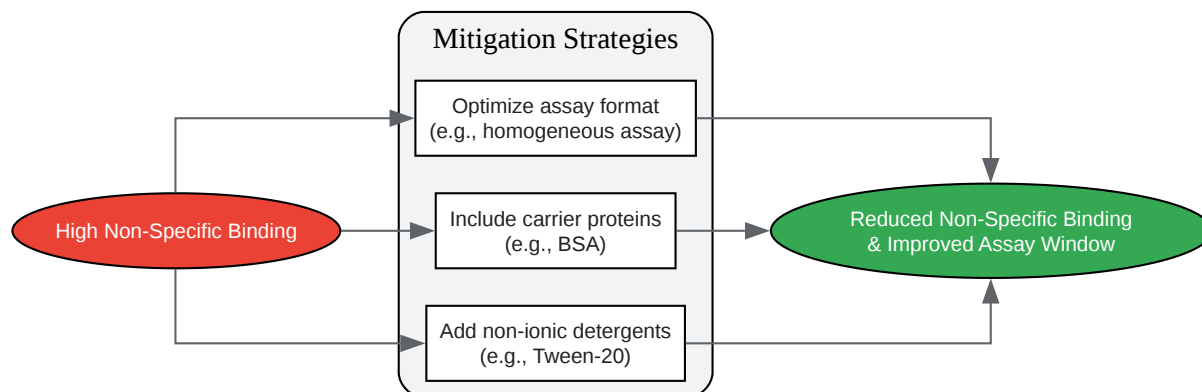 Mitigation Strategies
Optimize assay format
(e.g., homogeneous assay)
High Non-Specific Binding
Include carrier proteins
(e.g., BSA)
Reduced Non-Specific Binding
& Improved Assay Window
Add non-ionic detergents
(e.g., Tween-20)